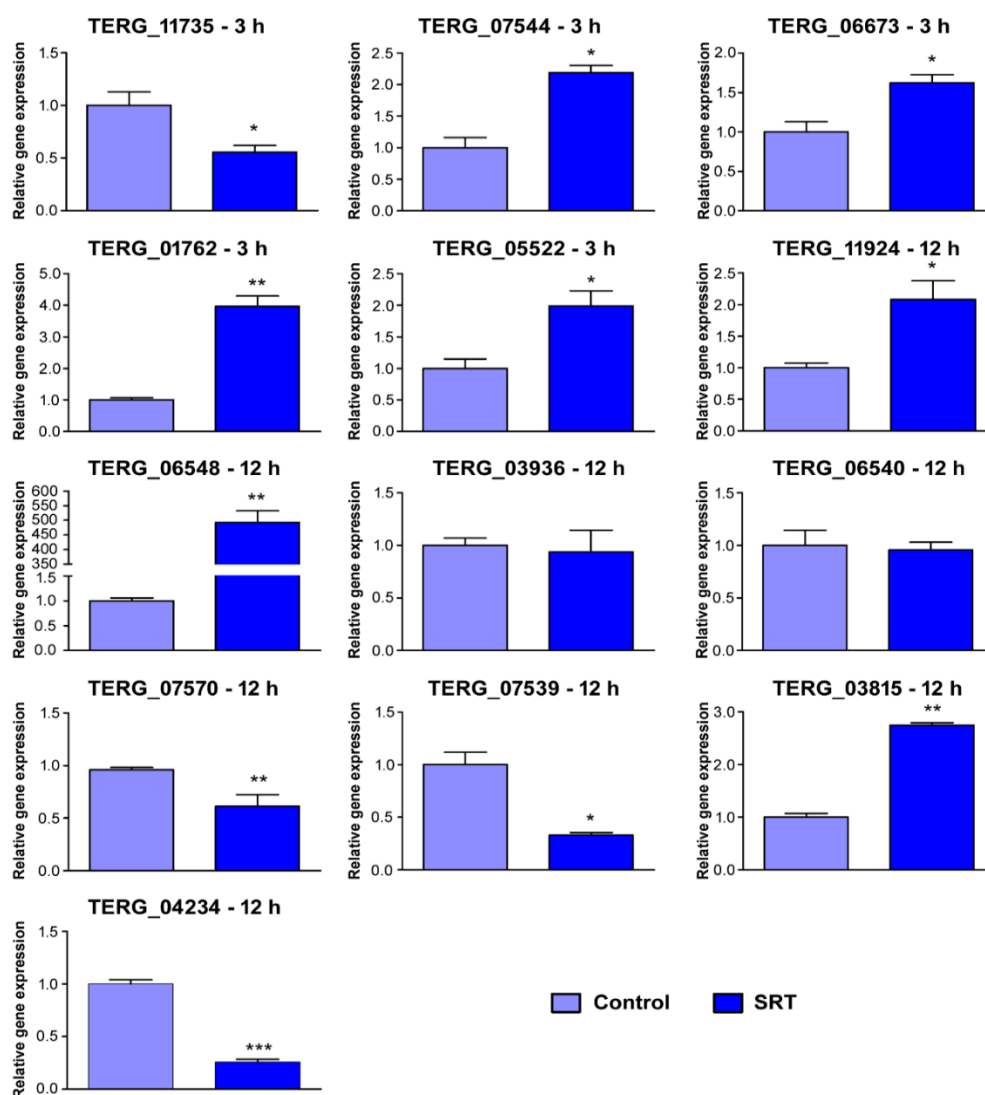 TERG_11735 - 3 h
Relative gene expression
1.5
1.0
0.5
0.0
*
TERG_07544 - 3 h
Relative gene expression
2.5
2.0
1.5
1.0
0.5
0.0
*
TERG_06673 - 3 h
Relative gene expression
2.0
1.5
1.0
0.5
0.0
*
TERG_01762 - 3 h
Relative gene expression
5.0
4.0
3.0
2.0
1.0
0.0
**
TERG_05522 - 3 h
Relative gene expression
2.5
2.0
1.5
1.0
0.5
0.0
*
TERG_11924 - 12 h
Relative gene expression
2.5
2.0
1.5
1.0
0.5
0.0
*
TERG_06548 - 12 h
Relative gene expression
600
550
500
450
400
350
1.5
1.0
0.5
0.0
**
TERG_03936 - 12 h
Relative gene expression
1.5
1.0
0.5
0.0
TERG_06540 - 12 h
Relative gene expression
1.5
1.0
0.5
0.0
TERG_07570 - 12 h
Relative gene expression
1.5
1.0
0.5
0.0
**
TERG_07539 - 12 h
Relative gene expression
1.5
1.0
0.5
0.0
*
TERG_03815 - 12 h
Relative gene expression
3.0
2.0
1.0
0.0
**
TERG_04234 - 12 h
Relative gene expression
1.5
1.0
0.5
0.0
***
Control
SRT